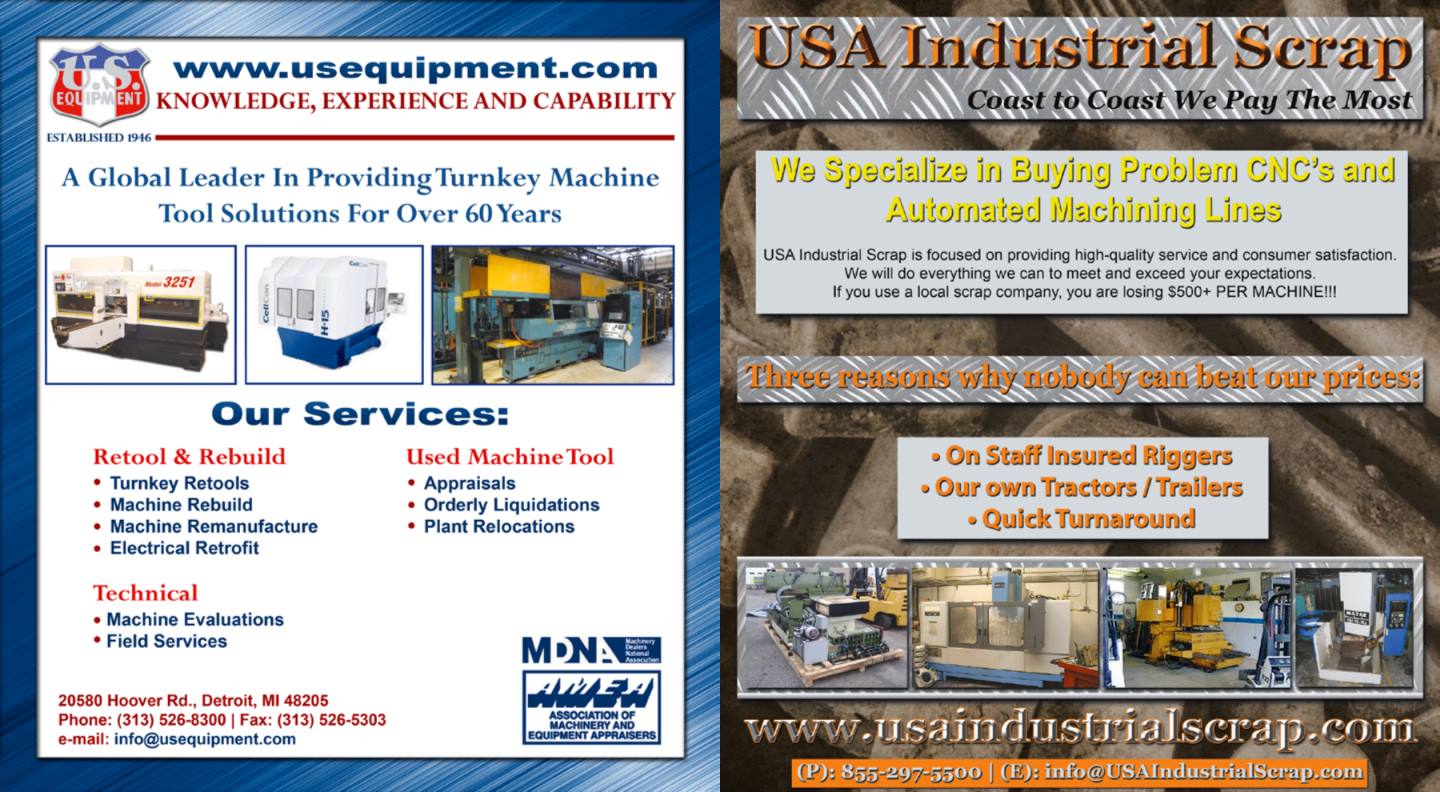 U.S.
EQUIPMENT
www.usequipment.com
KNOWLEDGE, EXPERIENCE AND CAPABILITY
ESTABLISHED 1946
A Global Leader In Providing Turnkey Machine
Tool Solutions For Over 60 Years
Model 3251
CellCon
CellCon
H-15
Our Services:
Retool & Rebuild
• Turnkey Retools
• Machine Rebuild
• Machine Remanufacture
• Electrical Retrofit
Used Machine Tool
• Appraisals
• Orderly Liquidations
• Plant Relocations
Technical
• Machine Evaluations
• Field Services
MDNA Machinery
Dealers
National
Association
AMEA
ASSOCIATION OF
MACHINERY AND
EQUIPMENT APPRAISERS
20580 Hoover Rd., Detroit, MI 48205
Phone: (313) 526-8300 | Fax: (313) 526-5303
e-mail: info@usequipment.com
USA Industrial Scrap
Coast to Coast We Pay The Most
We Specialize in Buying Problem CNC's and
Automated Machining Lines
USA Industrial Scrap is focused on providing high-quality service and consumer satisfaction.
We will do everything we can to meet and exceed your expectations.
If you use a local scrap company, you are losing $500+ PER MACHINE!!!
Three reasons why nobody can beat our prices:
• On Staff Insured Riggers
• Our own Tractors / Trailers
• Quick Turnaround
MAZAK
www.usaindustrialscrap.com
(P): 855-297-5500 | (E): info@USAIndustrialScrap.com